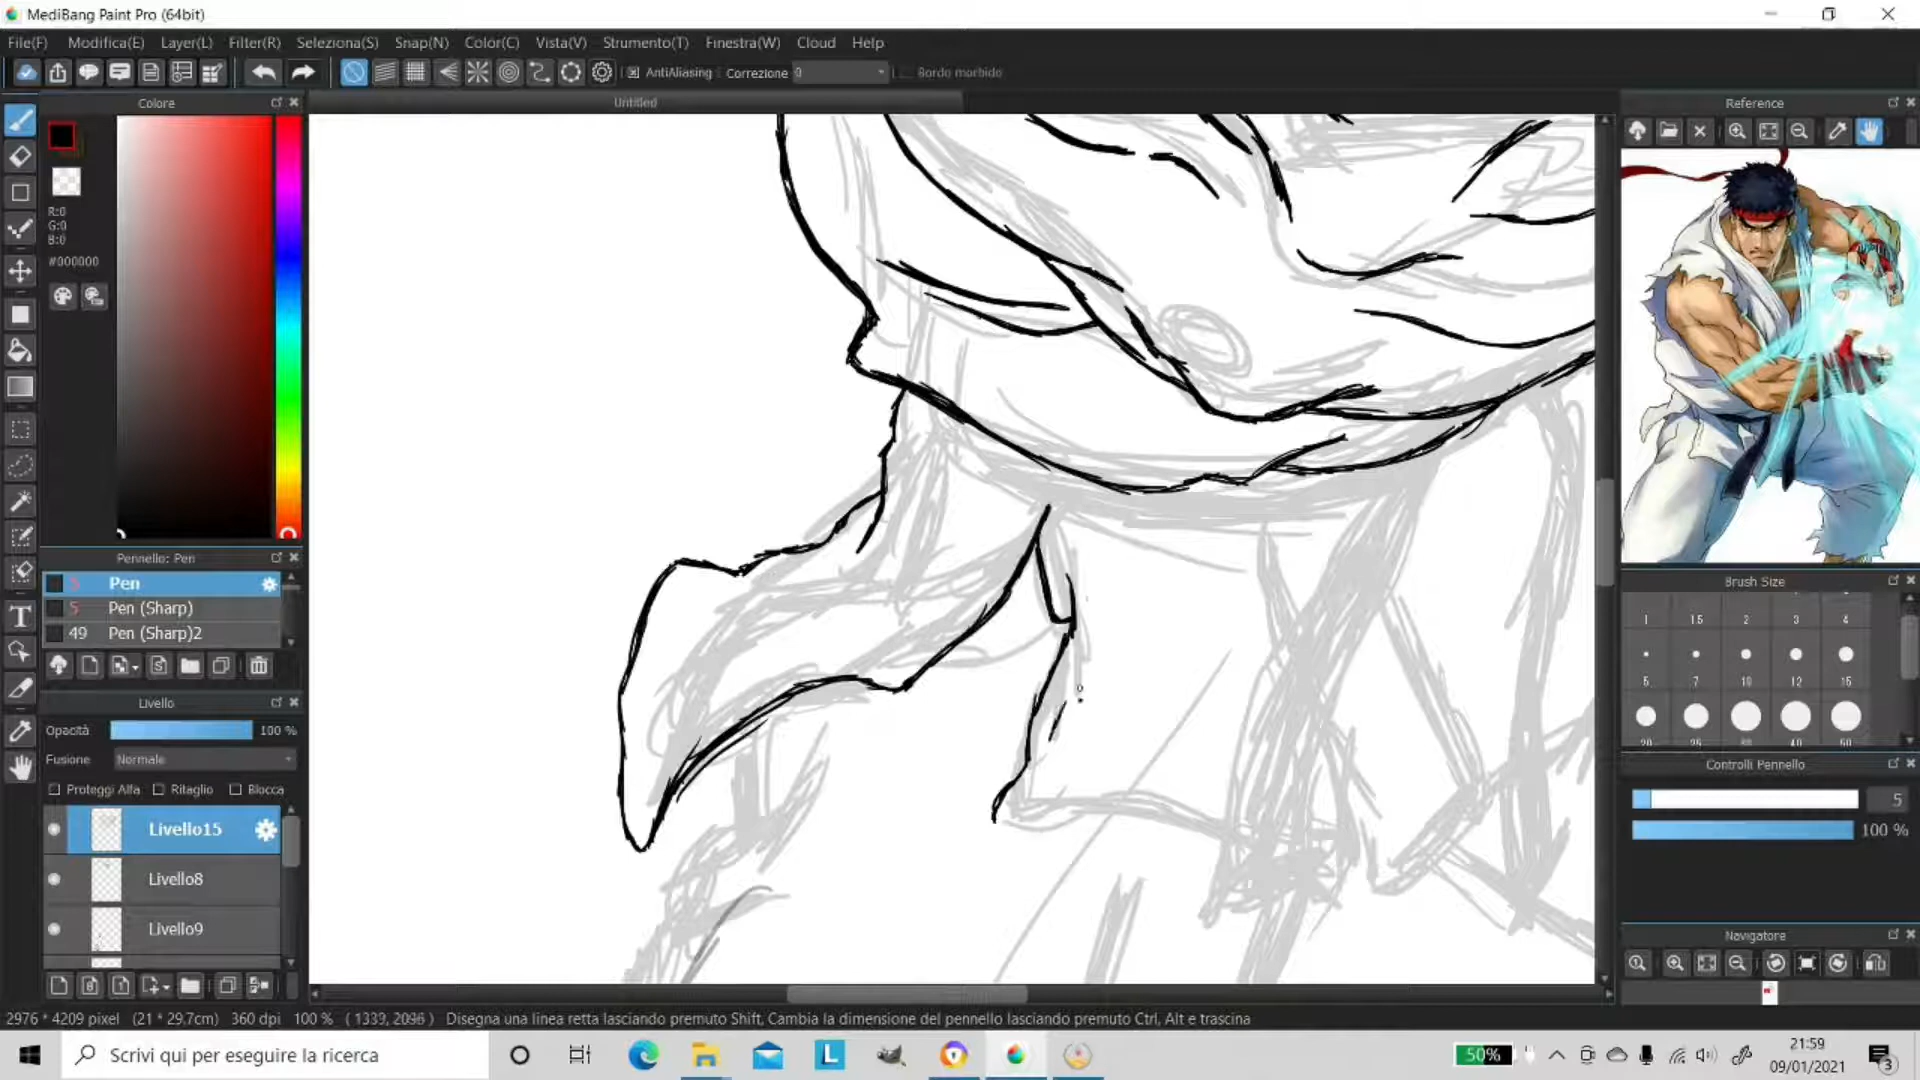 MediBang Paint Pro (64bit)
File(F) Modifica(E) Layer(L) Filter(R) Seleziona(S) Snap(N) Color(C) Vista(V) Strumento(T) Finestra(W) Cloud Help
AntiAliasing Correzione 0 Bordo morbido
Colore
Untitled
Reference
R:0
G:0
B:0
#000000
Pennello: Pen
5 Pen
5 Pen (Sharp)
49 Pen (Sharp)2
Livello
Opacità 100 %
Fusione Normale
Proteggi Alfa Ritaglio Blocca
Livello15
Livello8
Livello9
Brush Size
1 1.5 2 3 4
5 7 10 12 15
Controlli Pennello
5
100 %
Navigatore
2976 * 4209 pixel (21 * 29.7cm) 360 dpi 100 % ( 1339, 2096 ) Disegna una linea retta lasciando premuto Shift, Cambia la dimensione del pennello lasciando premuto Ctrl, Alt e trascina
Scrivi qui per eseguire la ricerca
L
50%
21:59
09/01/2021
3